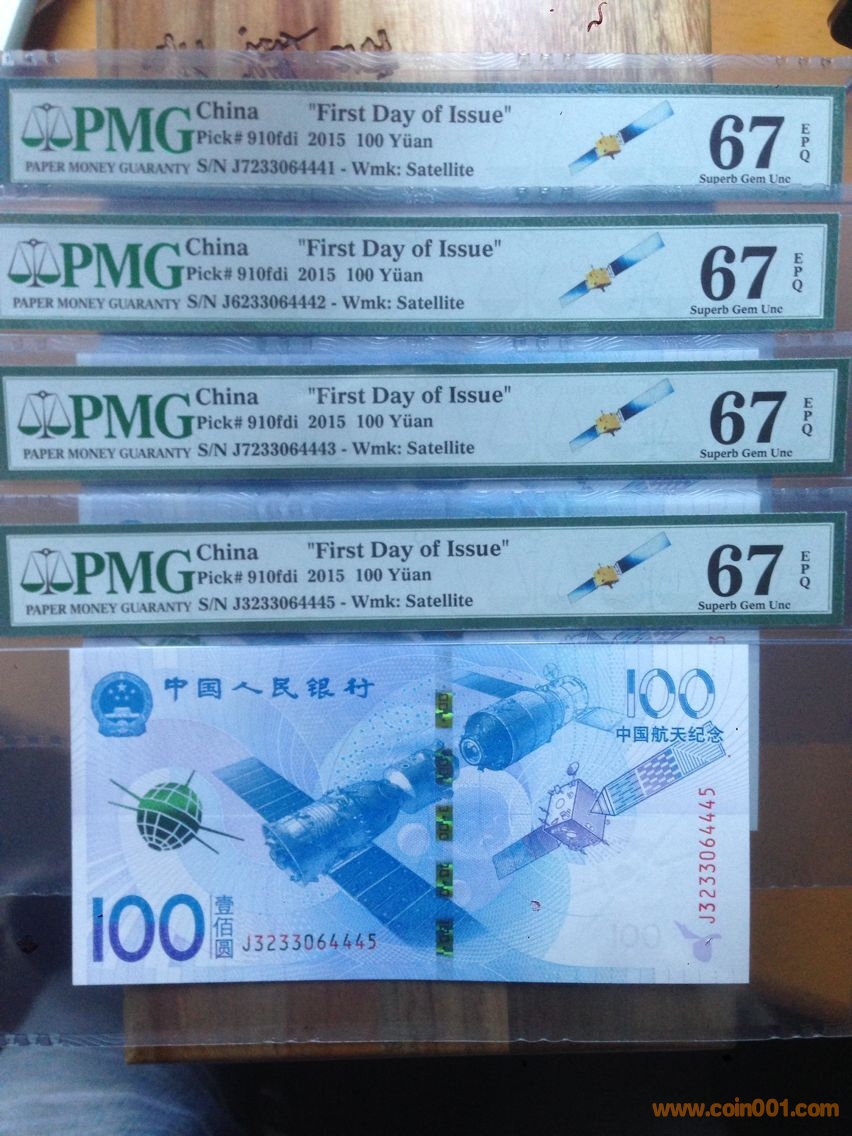 PMG
PAPER MONEY GUARANTY
China "First Day of Issue"
Pick# 910fdi 2015 100 Yüan
S/N J7233064441 - Wmk: Satellite
67 EPQ
Superb Gem Unc
PMG
PAPER MONEY GUARANTY
China "First Day of Issue"
Pick# 910fdi 2015 100 Yüan
S/N J6233064442 - Wmk: Satellite
67 EPQ
Superb Gem Unc
PMG
PAPER MONEY GUARANTY
China "First Day of Issue"
Pick# 910fdi 2015 100 Yüan
S/N J7233064443 - Wmk: Satellite
67 EPQ
Superb Gem Unc
PMG
PAPER MONEY GUARANTY
China "First Day of Issue"
Pick# 910fdi 2015 100 Yüan
S/N J3233064445 - Wmk: Satellite
67 EPQ
Superb Gem Unc
中国人民银行
100
中国航天纪念
J3233064445
100
壹佰圆
J3233064445
100
www.coin001.com